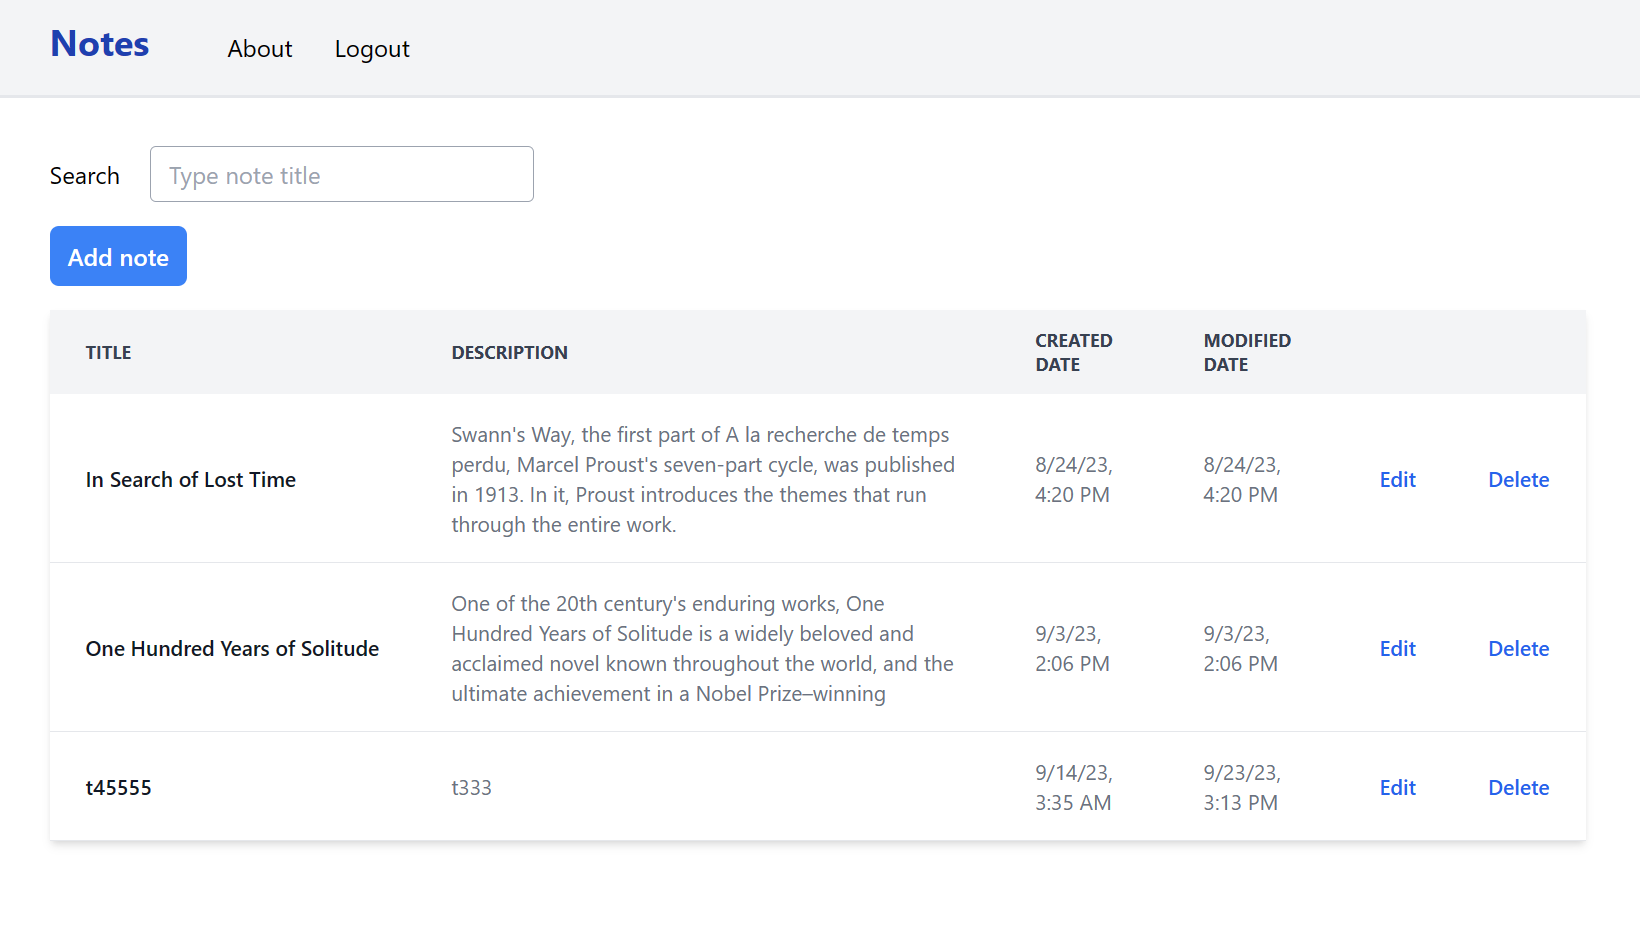 Notes
About
Logout
Search
Type note title
Add note
TITLE
DESCRIPTION
CREATED
DATE
MODIFIED
DATE
In Search of Lost Time
Swann's Way, the first part of A la recherche de temps
perdu, Marcel Proust's seven-part cycle, was published
in 1913. In it, Proust introduces the themes that run
through the entire work.
8/24/23,
4:20 PM
8/24/23,
4:20 PM
Edit
Delete
One Hundred Years of Solitude
One of the 20th century's enduring works, One
Hundred Years of Solitude is a widely beloved and
acclaimed novel known throughout the world, and the
ultimate achievement in a Nobel Prize–winning
9/3/23,
2:06 PM
9/3/23,
2:06 PM
Edit
Delete
t45555
t333
9/14/23,
3:35 AM
9/23/23,
3:13 PM
Edit
Delete